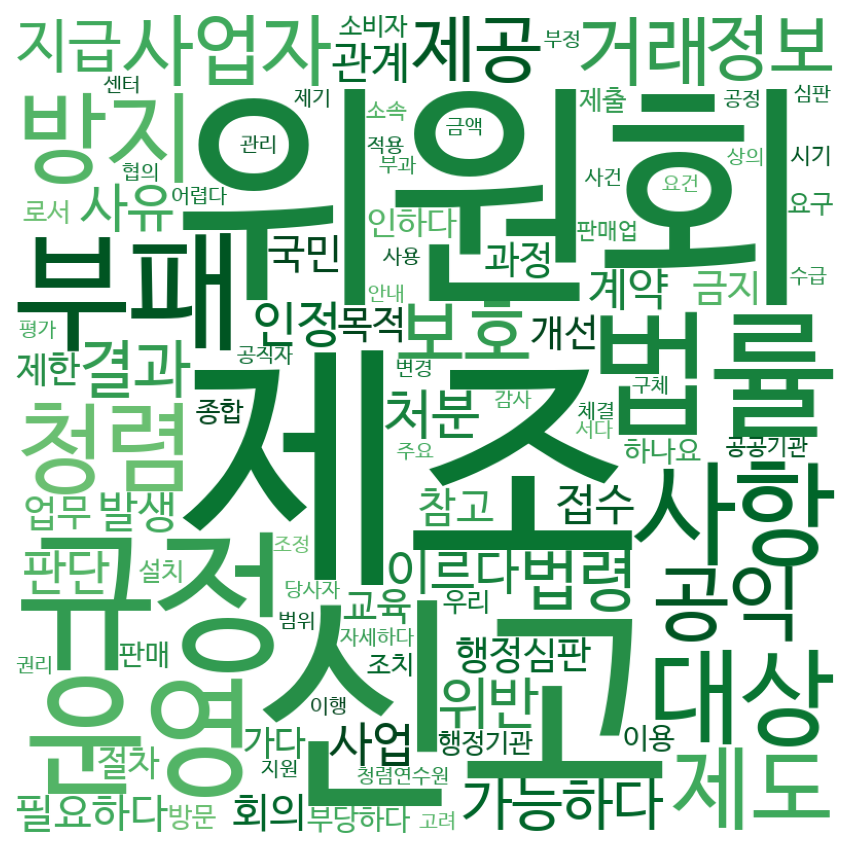 지급 사업자 소비자 관계 제공 부정 거래 정보
센터 제기 소속 제출 공정 심판
방지 위원회 관리 금액 적용
협의 부과 사건 상의 시기
로서 사유 어렵다 인하다 요건 요구
국민 사용 과정 판매업
부패 안내 계약 금지 수급
평가 인정 목적 보호 개선 법률
제한 결과 공직자 변경 구체
청렴 종합 제조 처분 감사 체결 서다
주요 하나요 공공기관
업무 발생 참고 접수 사항
규정 판단 설치 조정 이르다 법령
당사자 교육 우리 공익
범위 자세하다
권리 판매 조치 행정심판
운영 신고 이행 위반 대상
절차 가다 사업 행정기관 이용
지원 청렴연수원
필요하다 방문 회의 부당하다 고려 가능하다 제도